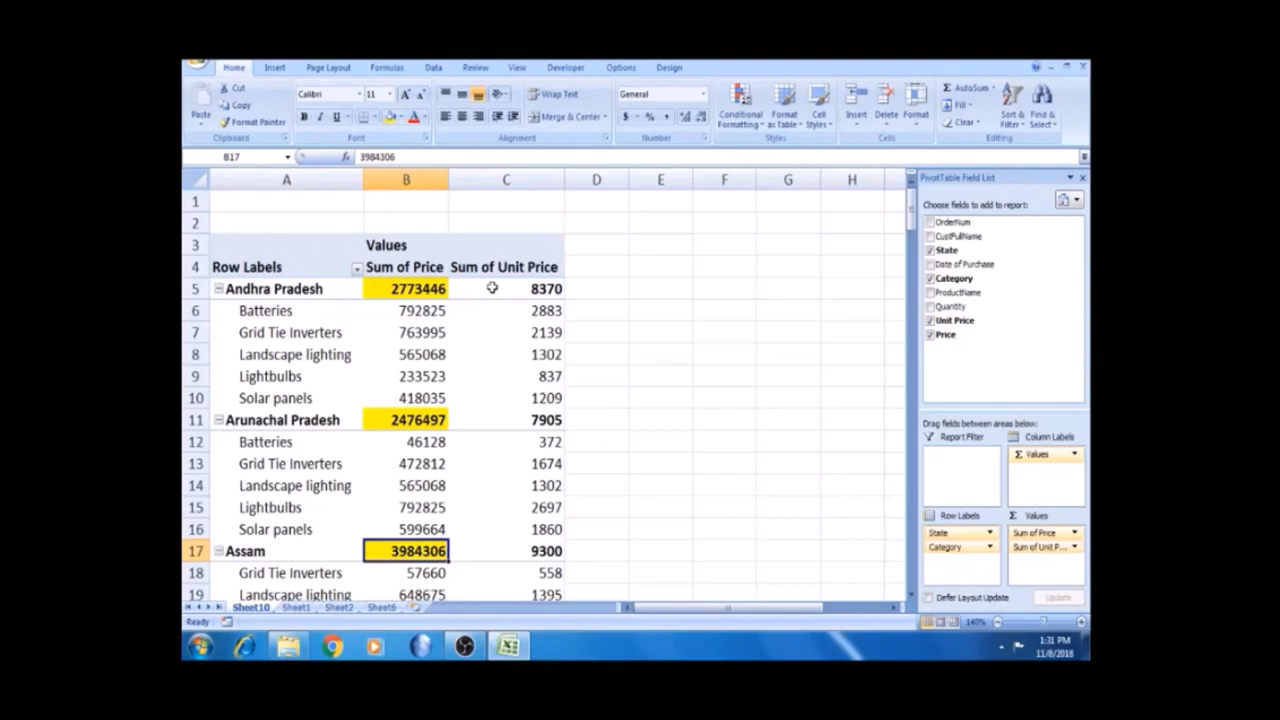 Home Insert Page Layout Formulas Data Review View Developer Options Design
Cut
Copy
Format Painter
Paste
Calibri 11
B I U
Wrap Text
Merge & Center
General
$ % ,
Conditional Formatting
Format as Table
Cell Styles
Insert Delete Format
AutoSum
Fill
Clear
Sort & Filter
Find & Select
Clipboard Font Alignment Number Styles Cells Editing
B17 fx 3984306
A B C D E F G H
1
2
3 Values
4 Row Labels Sum of Price Sum of Unit Price
5 Andhra Pradesh 2773446 8370
6 Batteries 792825 2883
7 Grid Tie Inverters 763995 2139
8 Landscape lighting 565068 1302
9 Lightbulbs 233523 837
10 Solar panels 418035 1209
11 Arunachal Pradesh 2476497 7905
12 Batteries 46128 372
13 Grid Tie Inverters 472812 1674
14 Landscape lighting 565068 1302
15 Lightbulbs 792825 2697
16 Solar panels 599664 1860
17 Assam 3984306 9300
18 Grid Tie Inverters 57660 558
19 Landscape lighting 648675 1395
Sheet10 Sheet1 Sheet2 Sheet6
Ready
140%
PivotTable Field List
Choose fields to add to report:
OrderNum
CustFullName
State
Date of Purchase
Category
ProductName
Quantity
Unit Price
Price
Drag fields between areas below:
Report Filter Column Labels
Σ Values
Row Labels Σ Values
State Sum of Price
Category Sum of Unit P...
Defer Layout Update Update
1:31 PM
11/8/2018